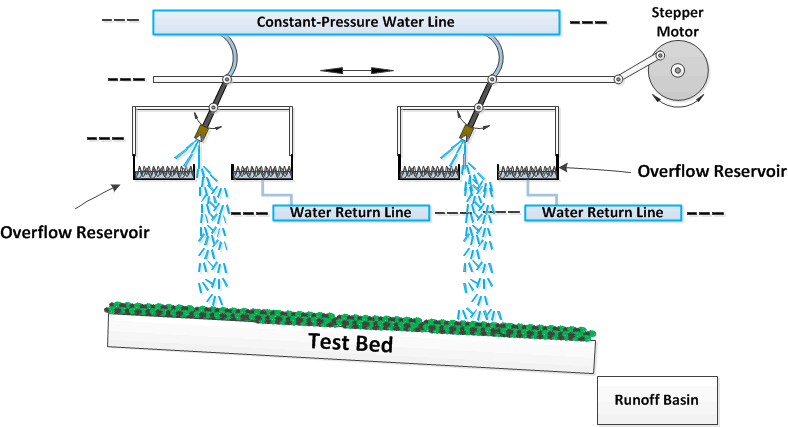 Constant-Pressure Water Line
Stepper
Motor
Overflow Reservoir
Overflow Reservoir
Water Return Line
Water Return Line
Test Bed
Runoff Basin